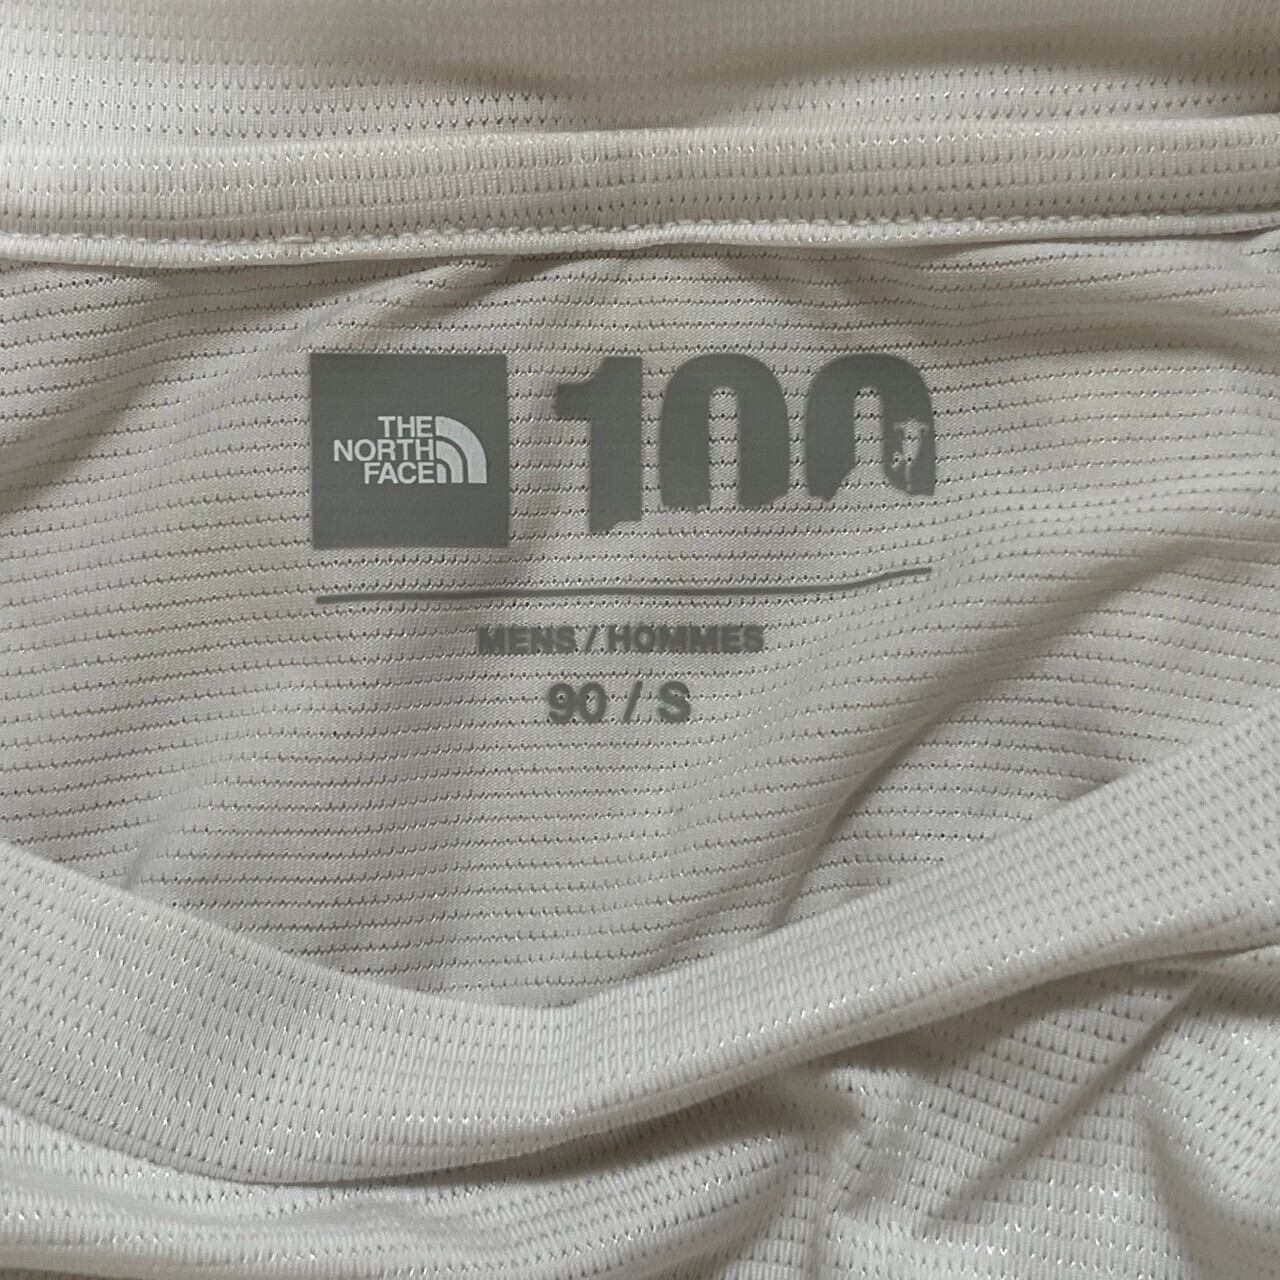 THE
NORTH
FACE
100
MENS / HOMMES
90 / S